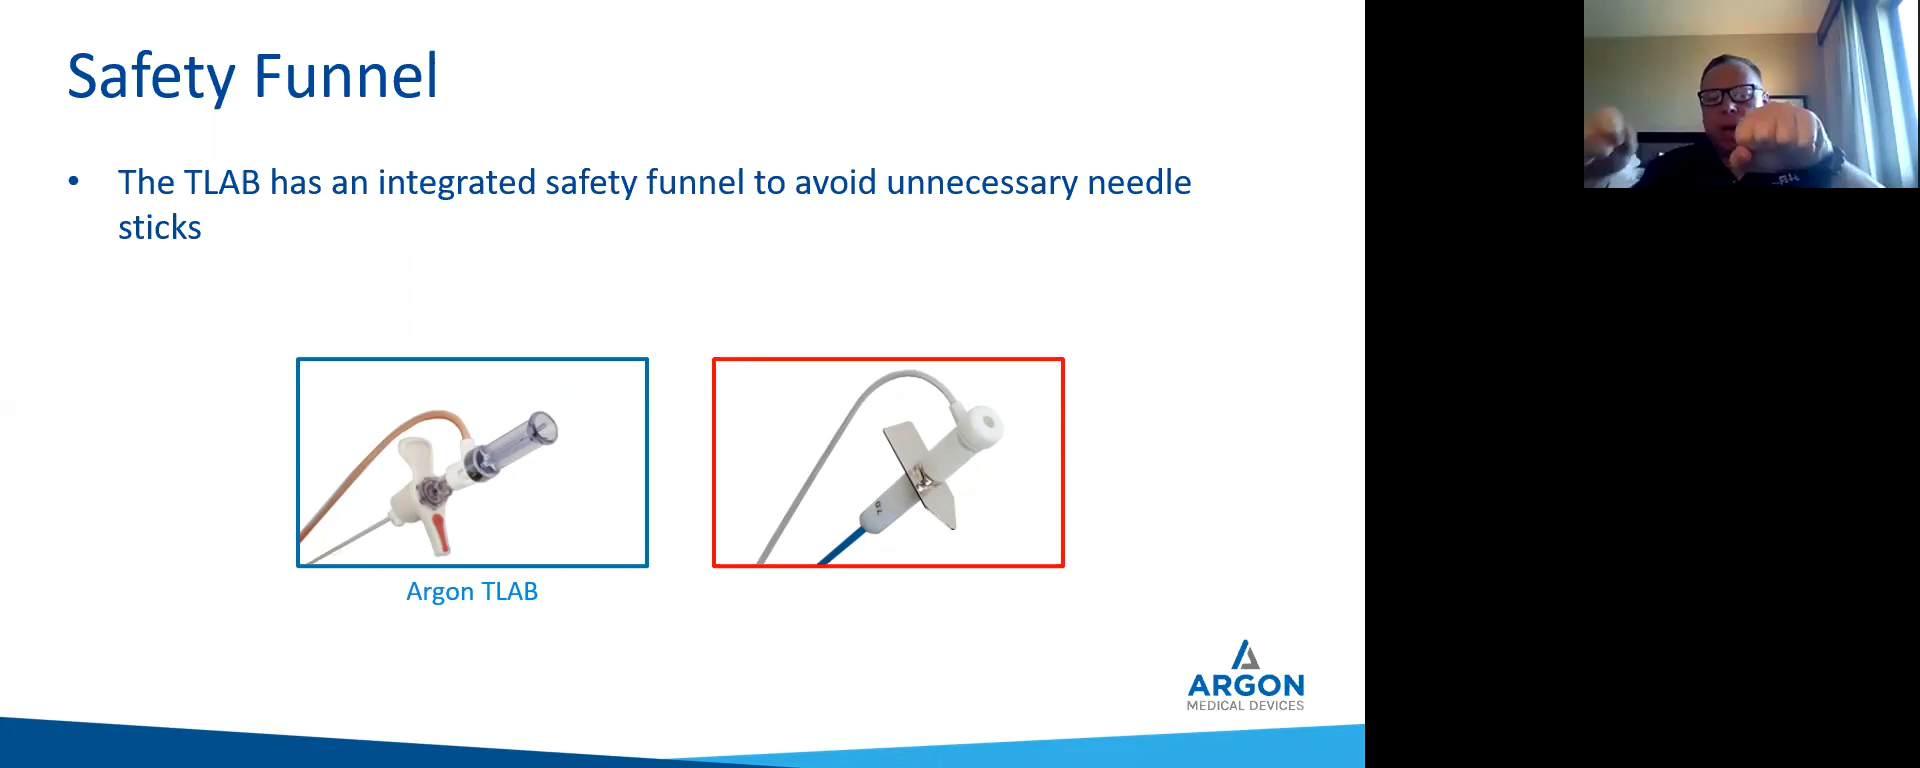 Safety Funnel
• The TLAB has an integrated safety funnel to avoid unnecessary needle
sticks
Argon TLAB
ARGON
MEDICAL DEVICES